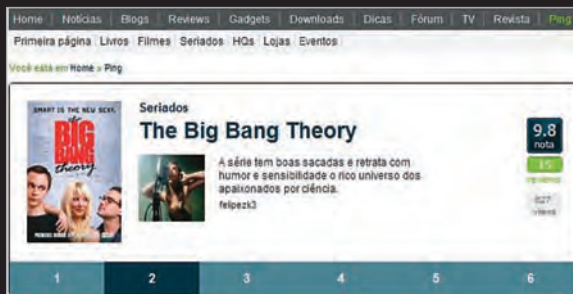 Home Notícias Blogs Reviews Gadgets Downloads Dicas Fórum TV Revista Ping
Primeira página Livros Filmes Seriados HQs Lojas Eventos
Você está em Home » Ping
SMART IS THE NEW SEXY.
the
BIG
BANG
theory
Seriados
The Big Bang Theory
A série tem boas sacadas e retrata com
humor e sensibilidade o rico universo dos
apaixonados por ciência.
felipezk3
9.8
nota
15
1 2 3 4 5 6